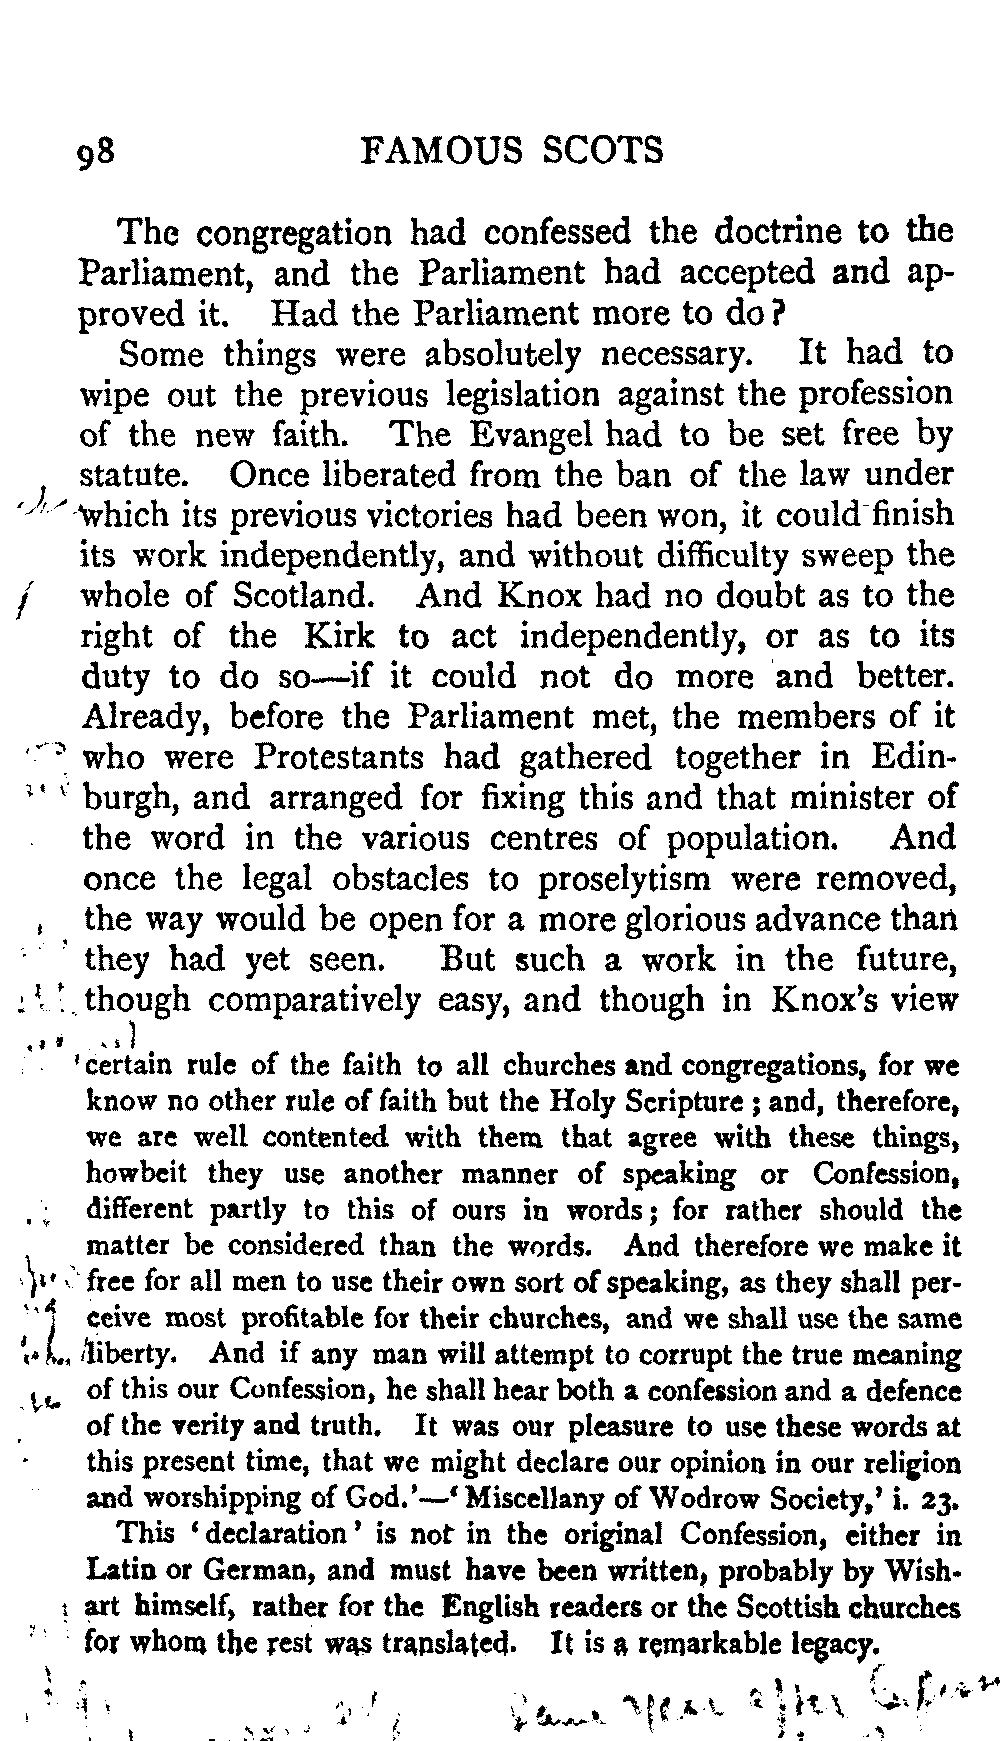 98 FAMOUS SCOTS
The congregation had confessed the doctrine to the
Parliament, and the Parliament had accepted and ap-
proved it. Had the Parliament more to do?
Some things were absolutely necessary. It had to
wipe out the previous legislation against the profession
of the new faith. The Evangel had to be set free by
statute. Once liberated from the ban of the law under
which its previous victories had been won, it could finish
its work independently, and without difficulty sweep the
whole of Scotland. And Knox had no doubt as to the
right of the Kirk to act independently, or as to its
duty to do so—if it could not do more and better.
Already, before the Parliament met, the members of it
who were Protestants had gathered together in Edin-
burgh, and arranged for fixing this and that minister of
the word in the various centres of population. And
once the legal obstacles to proselytism were removed,
the way would be open for a more glorious advance than
they had yet seen. But such a work in the future,
though comparatively easy, and though in Knox's view
certain rule of the faith to all churches and congregations, for we
know no other rule of faith but the Holy Scripture; and, therefore,
we are well contented with them that agree with these things,
howbeit they use another manner of speaking or Confession,
different partly to this of ours in words; for rather should the
matter be considered than the words. And therefore we make it
free for all men to use their own sort of speaking, as they shall per-
ceive most profitable for their churches, and we shall use the same
liberty. And if any man will attempt to corrupt the true meaning
of this our Confession, he shall hear both a confession and a defence
of the verity and truth. It was our pleasure to use these words at
this present time, that we might declare our opinion in our religion
and worshipping of God.'—'Miscellany of Wodrow Society,' i. 23.
This 'declaration' is not in the original Confession, either in
Latin or German, and must have been written, probably by Wish-
art himself, rather for the English readers or the Scottish churches
for whom the rest was translated. It is a remarkable legacy.
year after